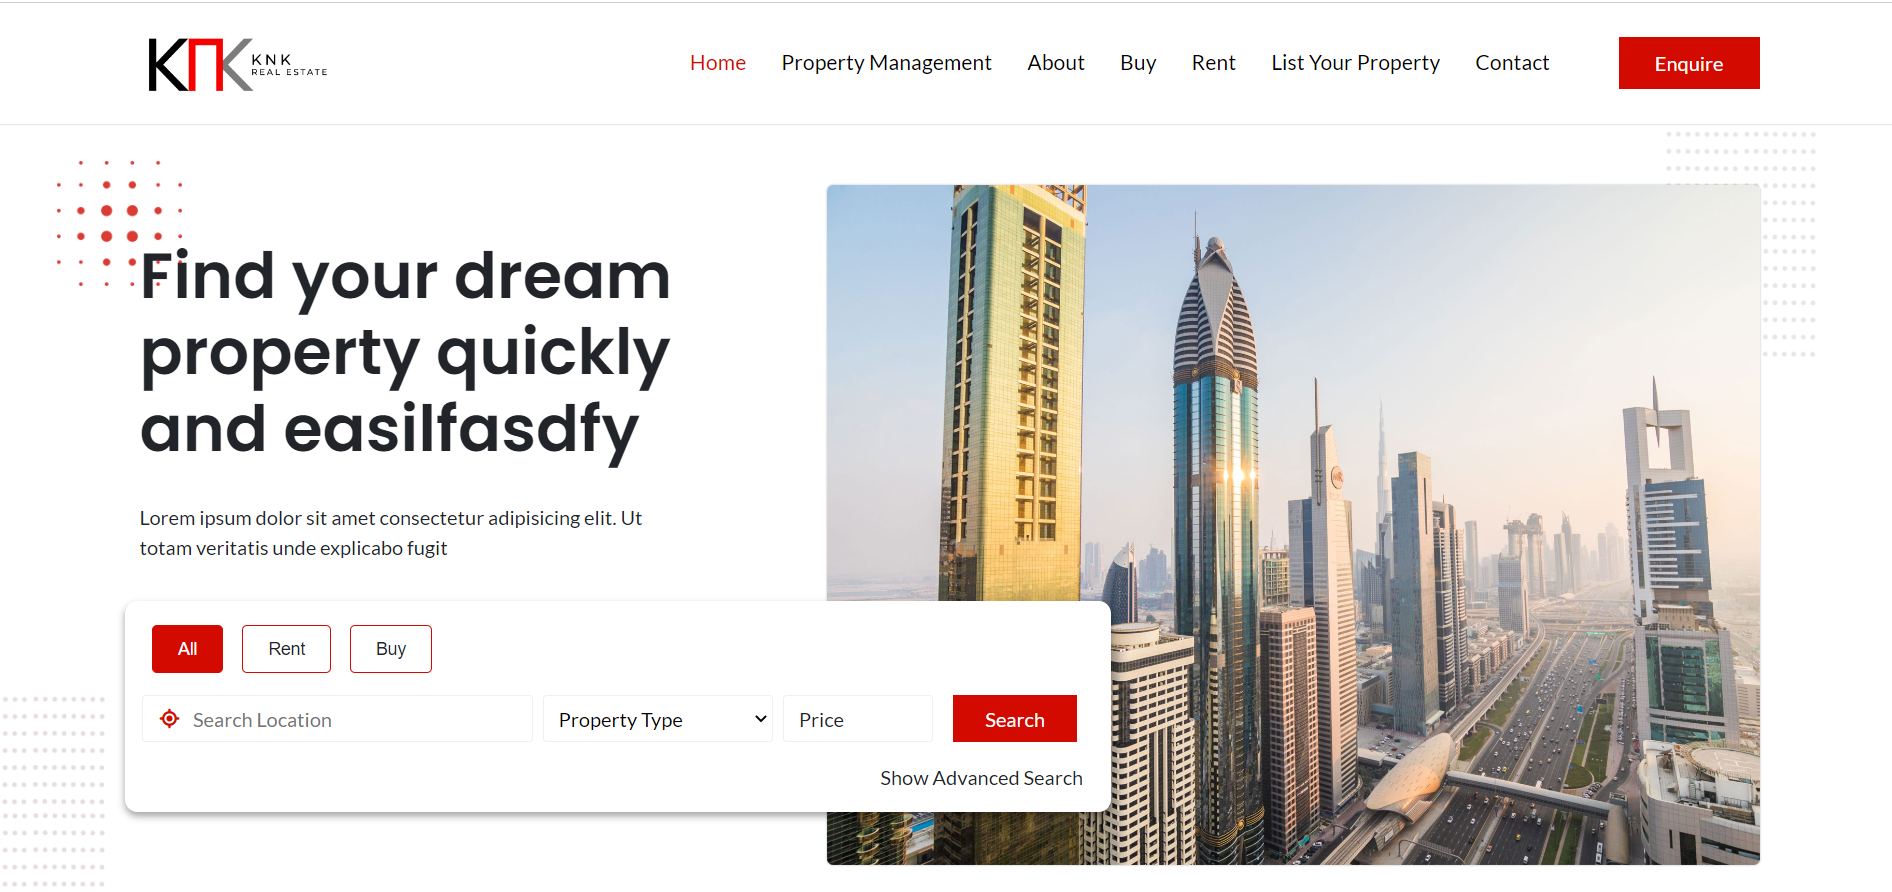 KNK
KNK
REAL ESTATE
Home
Property Management
About
Buy
Rent
List Your Property
Contact
Enquire
Find your dream
property quickly
and easilfasdfy
Lorem ipsum dolor sit amet consectetur adipisicing elit. Ut
totam veritatis unde explicabo fugit
All
Rent
Buy
Search Location
Property Type
Price
Search
Show Advanced Search